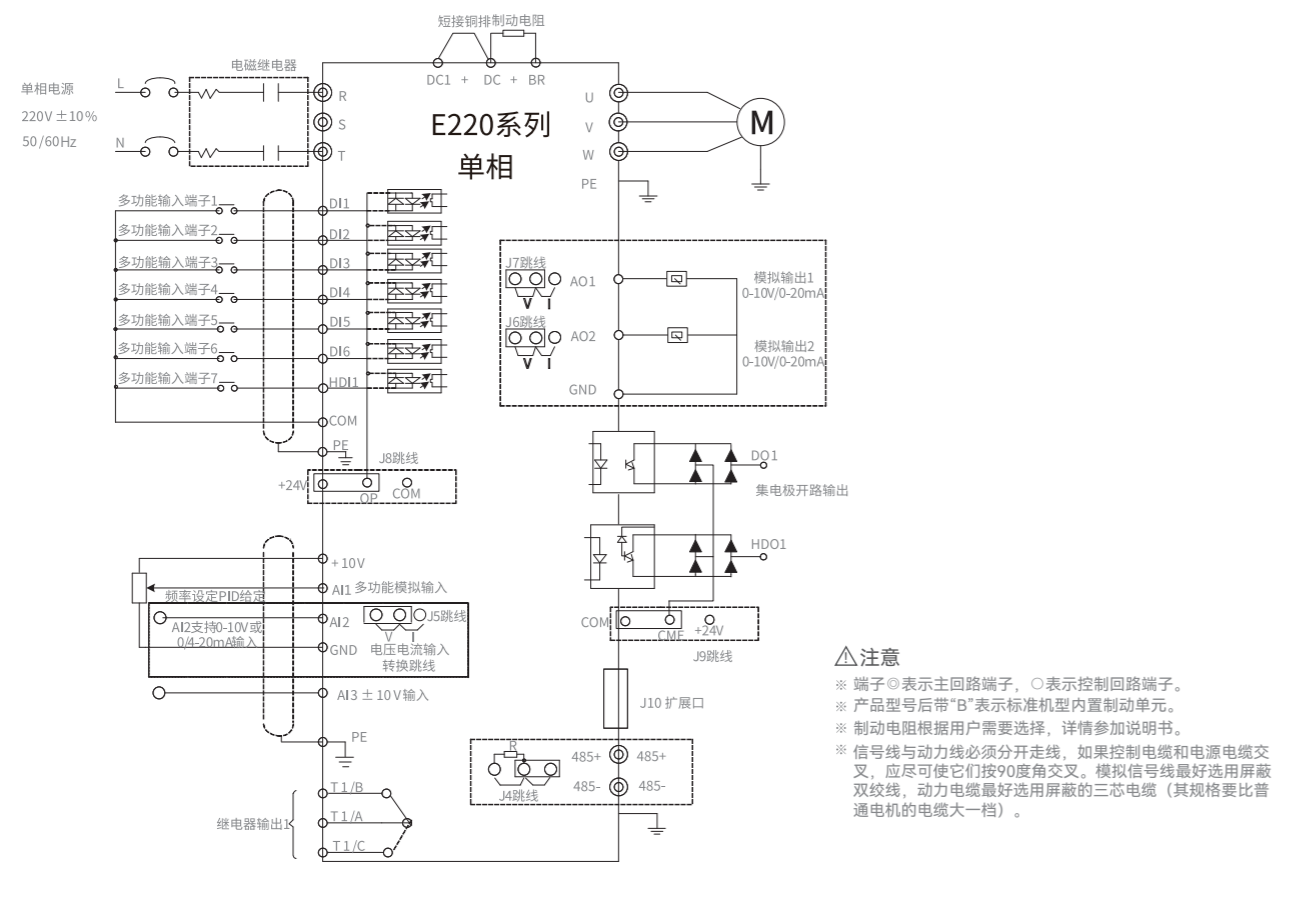 短接铜排制动电阻
DC1 + DC + BR
电磁继电器
单相电源
220V ±10%
50/60Hz
L
N
R
S
T
E220系列
单相
U
V
W
PE
M
多功能输入端子1
DI1
多功能输入端子2
DI2
多功能输入端子3
DI3
多功能输入端子4
DI4
多功能输入端子5
DI5
多功能输入端子6
DI6
多功能输入端子7
HDI1
COM
PE
J8跳线
+24V
OP
COM
J7跳线
V I
AO1
模拟输出1
0-10V/0-20mA
J6跳线
V I
AO2
模拟输出2
0-10V/0-20mA
GND
DO1
集电极开路输出
HDO1
COM
CME
+24V
J9跳线
J10 扩展口
+10V
AI1 多功能模拟输入
频率设定PID给定
AI2支持0-10V或
0/4-20mA输入
AI2
J5跳线
V I
GND
电压电流输入
转换跳线
AI3 ±10V输入
PE
R
J4跳线
485+
485+
485-
485-
继电器输出1
T1/B
T1/A
T1/C
⚠注意
※ 端子◎表示主回路端子，○表示控制回路端子。
※ 产品型号后带“B”表示标准机型内置制动单元。
※ 制动电阻根据用户需要选择，详情参加说明书。
※ 信号线与动力线必须分开走线，如果控制电缆和电源电缆交
叉，应尽可使它们按90度角交叉。模拟信号线最好选用屏蔽
双绞线，动力电缆最好选用屏蔽的三芯电缆（其规格要比普
通电机的电缆大一档）。